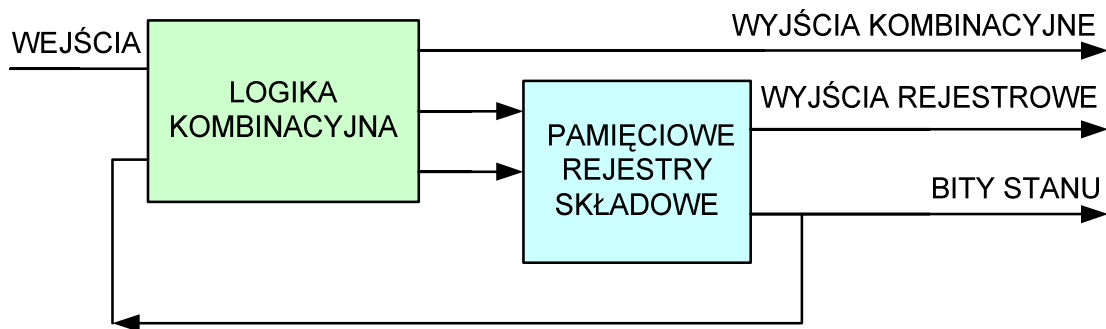 WYJŚCIA KOMBINACYJNE
WEJŚCIA
LOGIKA
KOMBINACYJNA
WYJŚCIA REJESTROWE
PAMIĘCIOWE
REJESTRY
SKŁADOWE
BITY STANU